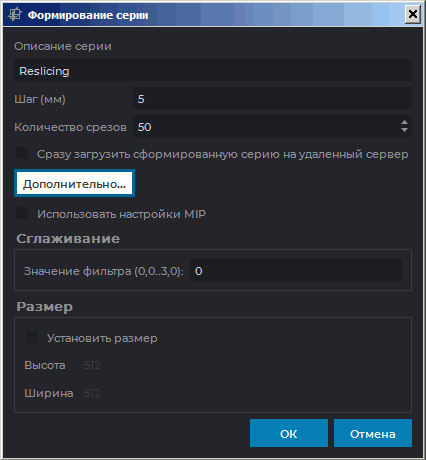 Формирование серии
Описание серии
Reslicing
Шаг (мм) 5
Количество срезов 50
Сразу загрузить сформированную серию на удаленный сервер
Дополнительно...
Использовать настройки MIP
Сглаживание
Значение фильтра (0,0..3,0): 0
Размер
Установить размер
Высота 512
Ширина 512
ОК Отмена